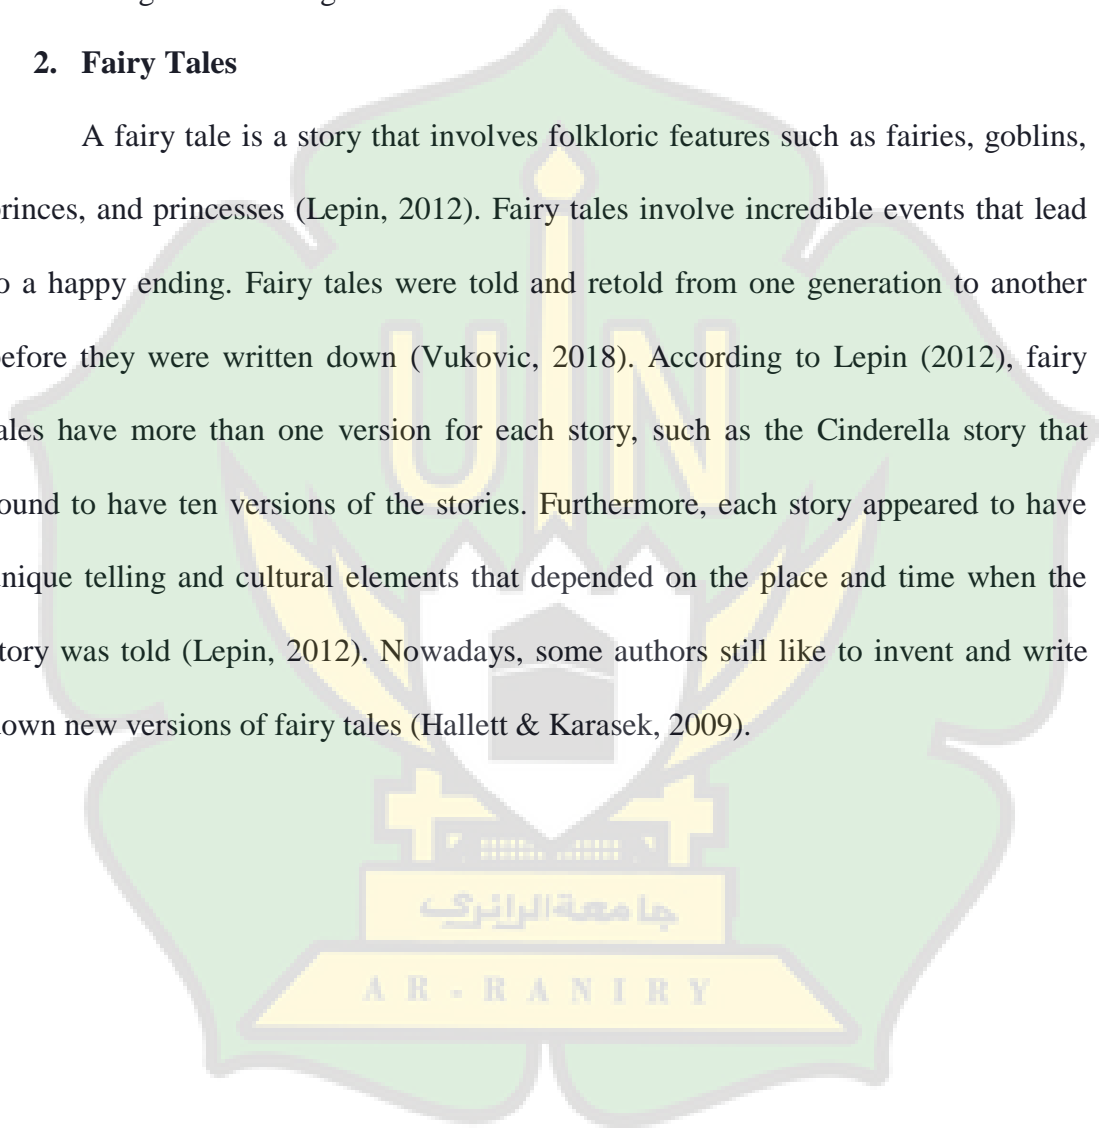 2. Fairy Tales
A fairy tale is a story that involves folkloric features such as fairies, goblins,
rinces, and princesses (Lepin, 2012). Fairy tales involve incredible events that lead
o a happy ending. Fairy tales were told and retold from one generation to another
efore they were written down (Vukovic, 2018). According to Lepin (2012), fairy
ales have more than one version for each story, such as the Cinderella story that
ound to have ten versions of the stories. Furthermore, each story appeared to have
nique telling and cultural elements that depended on the place and time when the
tory was told (Lepin, 2012). Nowadays, some authors still like to invent and write
own new versions of fairy tales (Hallett & Karasek, 2009).
UIN
جامعة الرانري
AR-RANIRY